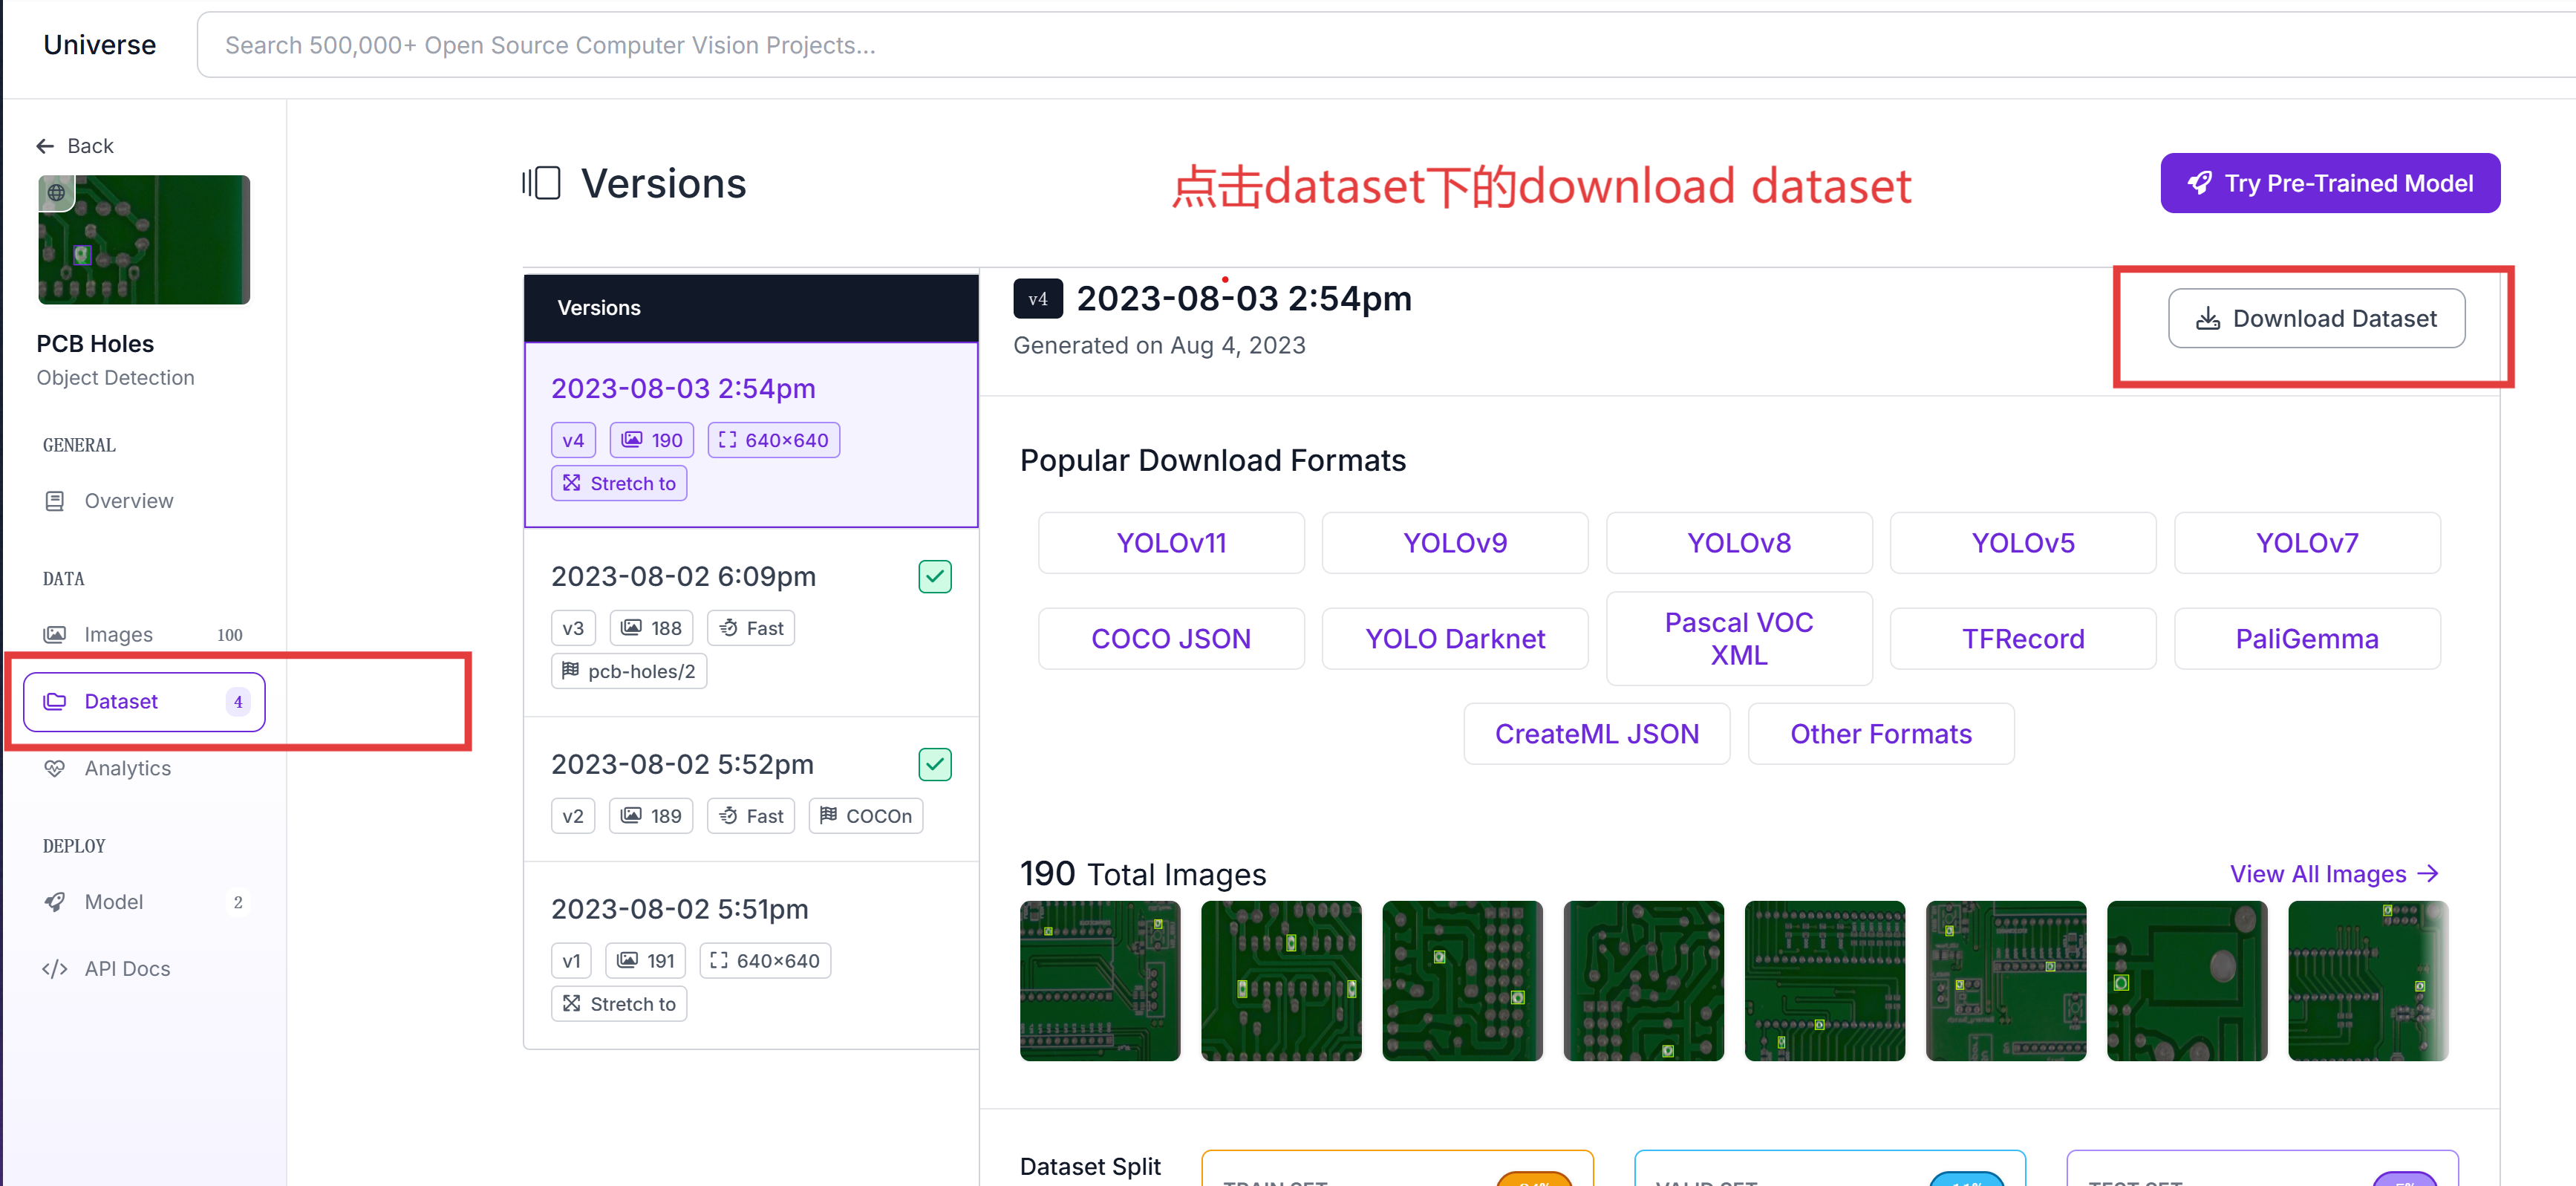 Universe
Search 500,000+ Open Source Computer Vision Projects...
Back
PCB Holes
Object Detection
GENERAL
Overview
DATA
Images 100
Dataset 4
Analytics
DEPLOY
Model 2
API Docs
Versions
点击dataset下的download dataset
Try Pre-Trained Model
Versions
2023-08-03 2:54pm
v4 190 640×640
Stretch to
2023-08-02 6:09pm
v3 188 Fast
pcb-holes/2
2023-08-02 5:52pm
v2 189 Fast COCOn
2023-08-02 5:51pm
v1 191 640×640
Stretch to
v4 2023-08-03 2:54pm
Generated on Aug 4, 2023
Download Dataset
Popular Download Formats
YOLOv11 YOLOv9 YOLOv8 YOLOv5 YOLOv7
COCO JSON YOLO Darknet Pascal VOC XML TFRecord PaliGemma
CreateML JSON Other Formats
190 Total Images
View All Images
Dataset Split
TRAIN SET
VALID SET
TEST SET